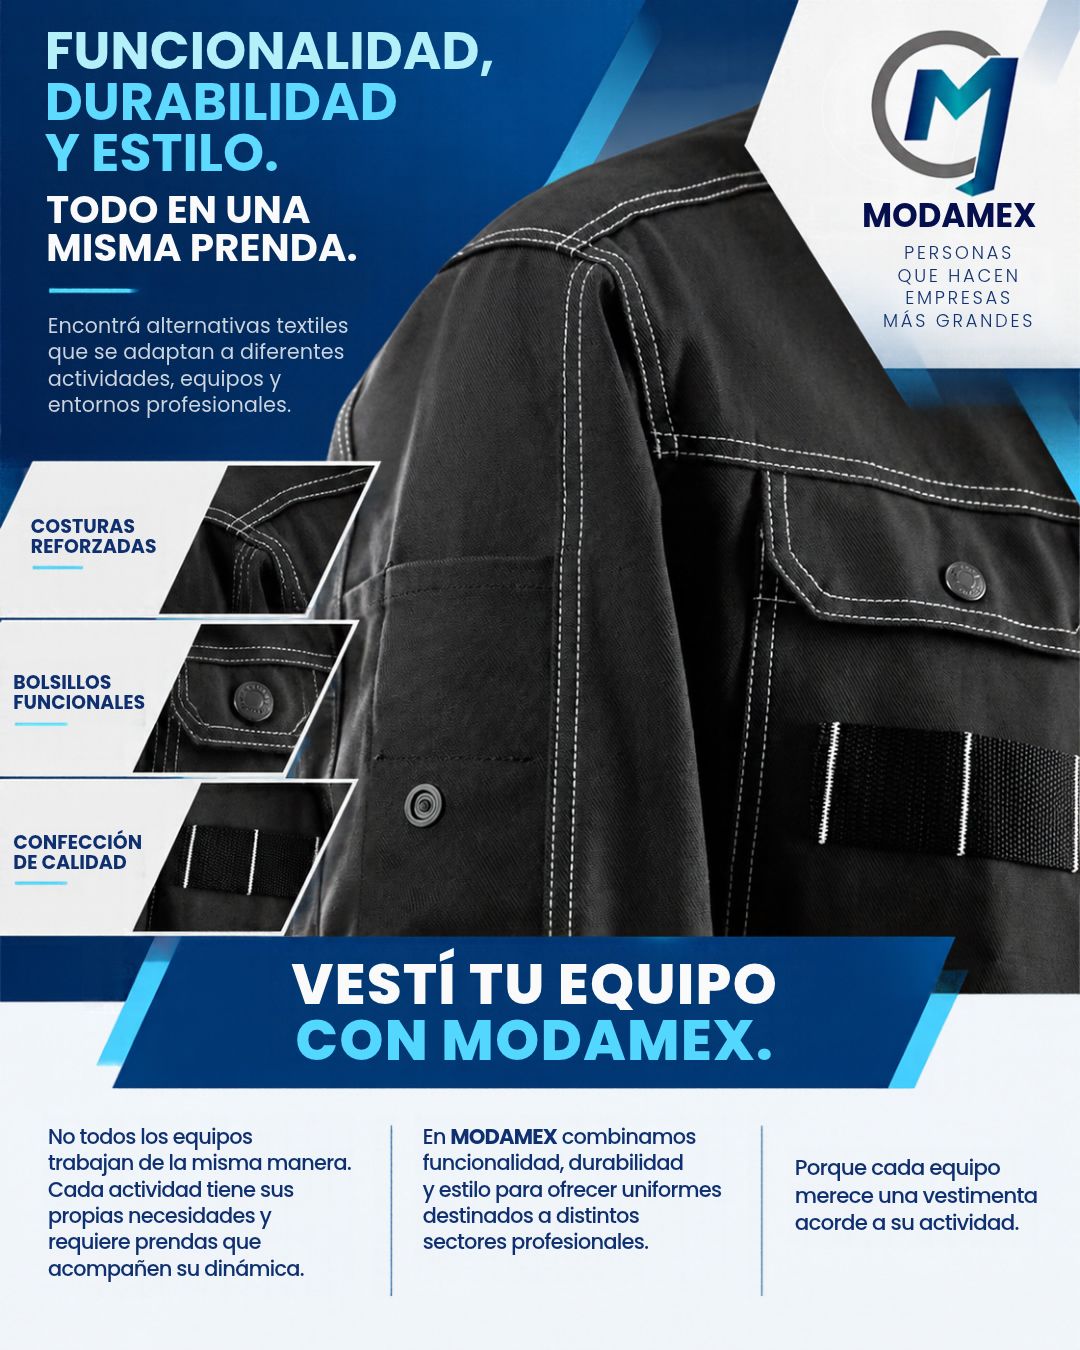 FUNCIONALIDAD,
DURABILIDAD
Y ESTILO.
TODO EN UNA
MISMA PRENDA.
Encontrá alternativas textiles
que se adaptan a diferentes
actividades, equipos y
entornos profesionales.
MODAMEX
PERSONAS
QUE HACEN
EMPRESAS
MÁS GRANDES
COSTURAS
REFORZADAS
BOLSILLOS
FUNCIONALES
CONFECCIÓN
DE CALIDAD
VESTÍ TU EQUIPO
CON MODAMEX.
No todos los equipos
trabajan de la misma manera.
Cada actividad tiene sus
propias necesidades y
requiere prendas que
acompañen su dinámica.
En MODAMEX combinamos
funcionalidad, durabilidad
y estilo para ofrecer uniformes
destinados a distintos
sectores profesionales.
Porque cada equipo
merece una vestimenta
acorde a su actividad.